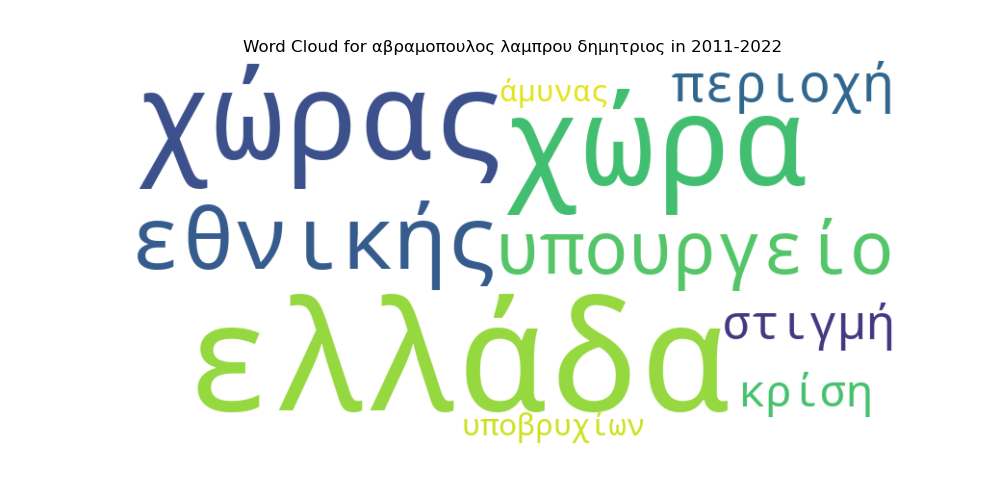 Word Cloud for αβραμοπουλος λαμπρου δημητριος in 2011-2022
χώρας
άμυνας
περιοχή
χώρα
εθνικής
υπουργείο
ελλάδα
στιγμή
κρίση
υποβρυχίων